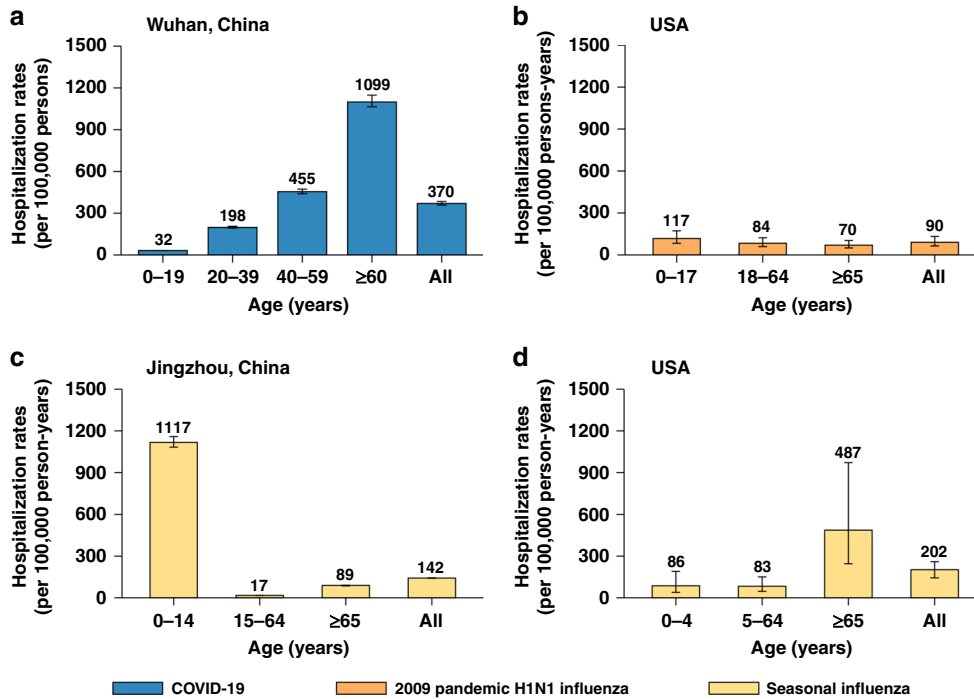 a Wuhan, China
Hospitalization rates
(per 100,000 persons)
1500
1200
900
600
300
0
32
198
455
1099
370
0–19 20–39 40–59 ≥60 All
Age (years)
b USA
Hospitalization rates
(per 100,000 persons-years)
1500
1200
900
600
300
0
117
84
70
90
0–17 18–64 ≥65 All
Age (years)
c Jingzhou, China
Hospitalization rates
(per 100,000 person-years)
1500
1200
900
600
300
0
1117
17
89
142
0–14 15–64 ≥65 All
Age (years)
d USA
Hospitalization rates
(per 100,000 person-years)
1500
1200
900
600
300
0
86
83
487
202
0–4 5–64 ≥65 All
Age (years)
COVID-19 2009 pandemic H1N1 influenza Seasonal influenza